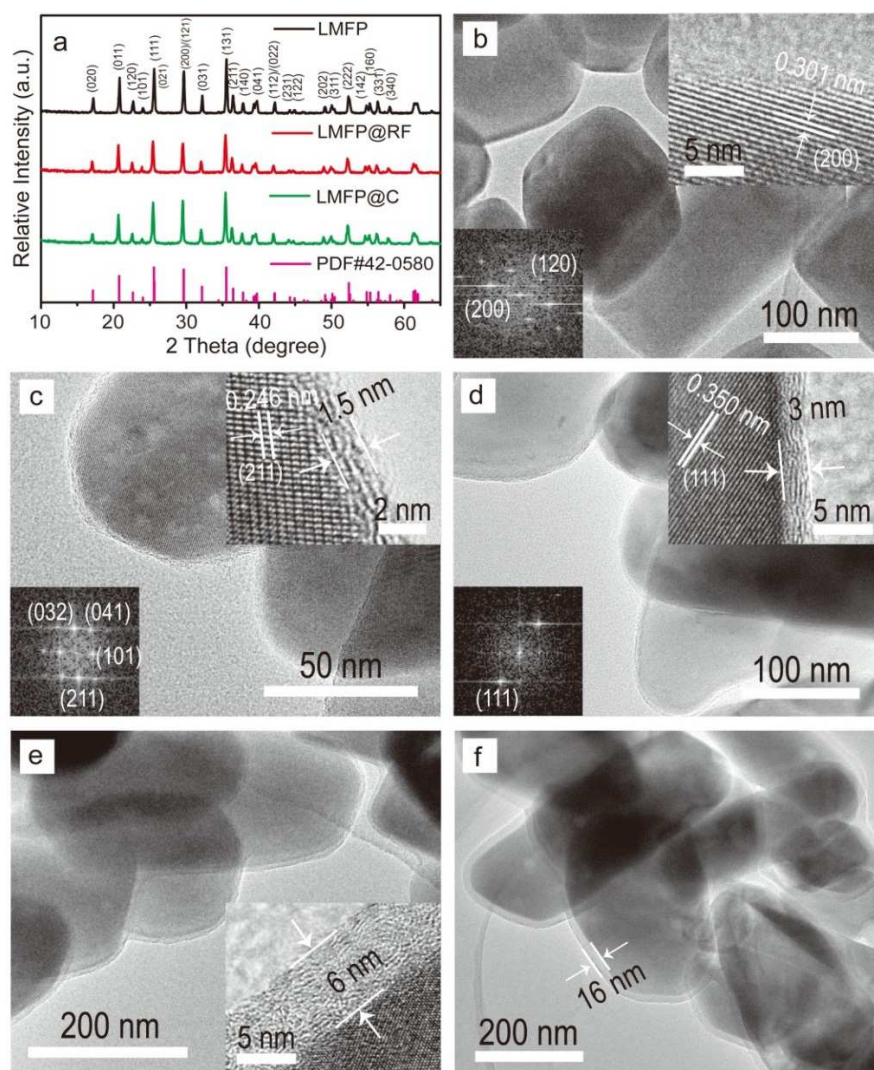 a
LMFP
LMFP@RF
LMFP@C
PDF#42-0580
(020)
(011)
(120)
(101)
(111)
(021)
(200)/(121)
(031)
(131)
(211)
(140)
(041)
(112)/(022)
(231)
(122)
(202)
(311)
(222)
(142)
(160)
(331)
(340)
Relative Intensity (a.u.)
10 20 30 40 50 60
2 Theta (degree)
b
0.301 nm
5 nm
(200)
(120)
(200)
100 nm
c
0.246 nm
1.5 nm
(211)
2 nm
(032) (041)
(101)
(211)
50 nm
d
0.350 nm
3 nm
(111)
5 nm
(111)
100 nm
e
6 nm
5 nm
200 nm
f
16 nm
200 nm